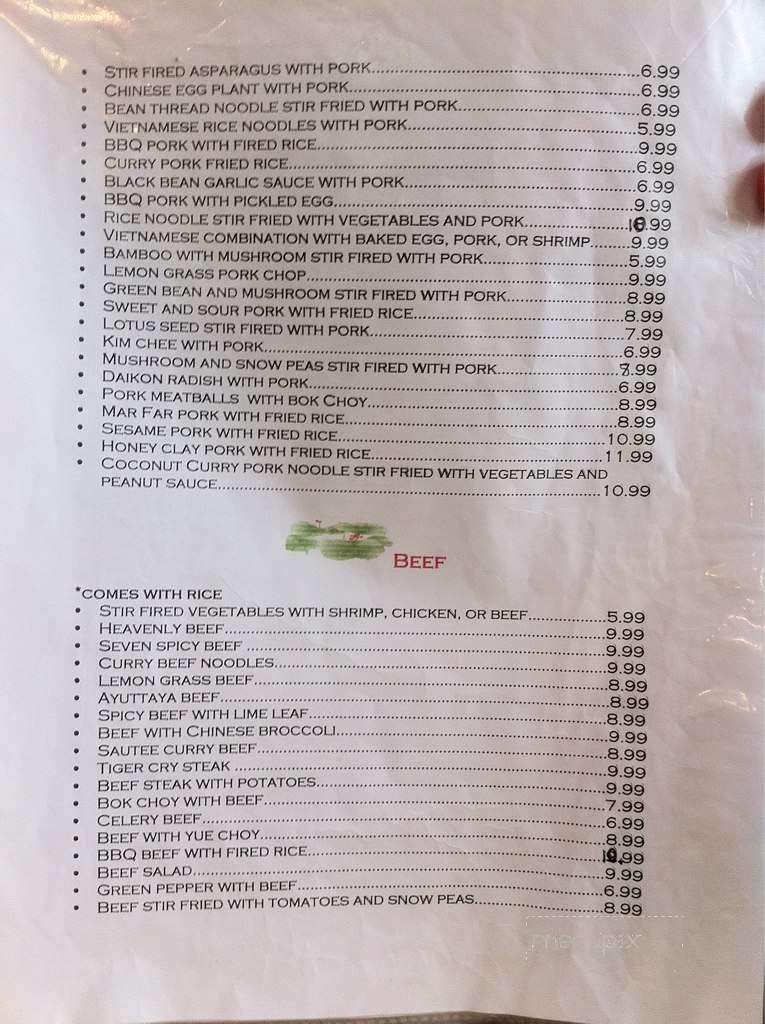 • Stir fired asparagus with pork...6.99
• Chinese egg plant with pork...6.99
• Bean thread noodle stir fried with pork...6.99
• Vietnamese rice noodles with pork...5.99
• BBQ pork with fired rice...9.99
• Curry pork fried rice...6.99
• Black bean garlic sauce with pork...6.99
• BBQ pork with pickled egg...9.99
• Rice noodle stir fried with vegetables and pork...10.99
• Vietnamese combination with baked egg, pork, or shrimp...9.99
• Bamboo with mushroom stir fired with pork...5.99
• Lemon grass pork chop...9.99
• Green bean and mushroom stir fired with pork...8.99
• Sweet and sour pork with fried rice...8.99
• Lotus seed stir fired with pork...7.99
• Kim chee with pork...6.99
• Mushroom and snow peas stir fired with pork...7.99
• Daikon radish with pork...6.99
• Pork meatballs with bok Choy...8.99
• Mar Far pork with fried rice...8.99
• Sesame pork with fried rice...10.99
• Honey clay pork with fried rice...11.99
• Coconut Curry pork noodle stir fried with vegetables and
peanut sauce...10.99
Beef
*comes with rice
• Stir fired vegetables with shrimp, chicken, or beef...5.99
• Heavenly beef...9.99
• Seven spicy beef ...9.99
• Curry beef noodles...9.99
• Lemon grass beef...8.99
• Ayuttaya beef...8.99
• Spicy beef with lime leaf...8.99
• Beef with Chinese broccoli...9.99
• Sautee curry beef...8.99
• Tiger cry steak ...9.99
• Beef steak with potatoes...9.99
• Bok choy with beef...7.99
• Celery beef...6.99
• Beef with yue choy...8.99
• BBQ beef with fired rice...10.99
• Beef salad...9.99
• Green pepper with beef...6.99
• Beef stir fried with tomatoes and snow peas...8.99